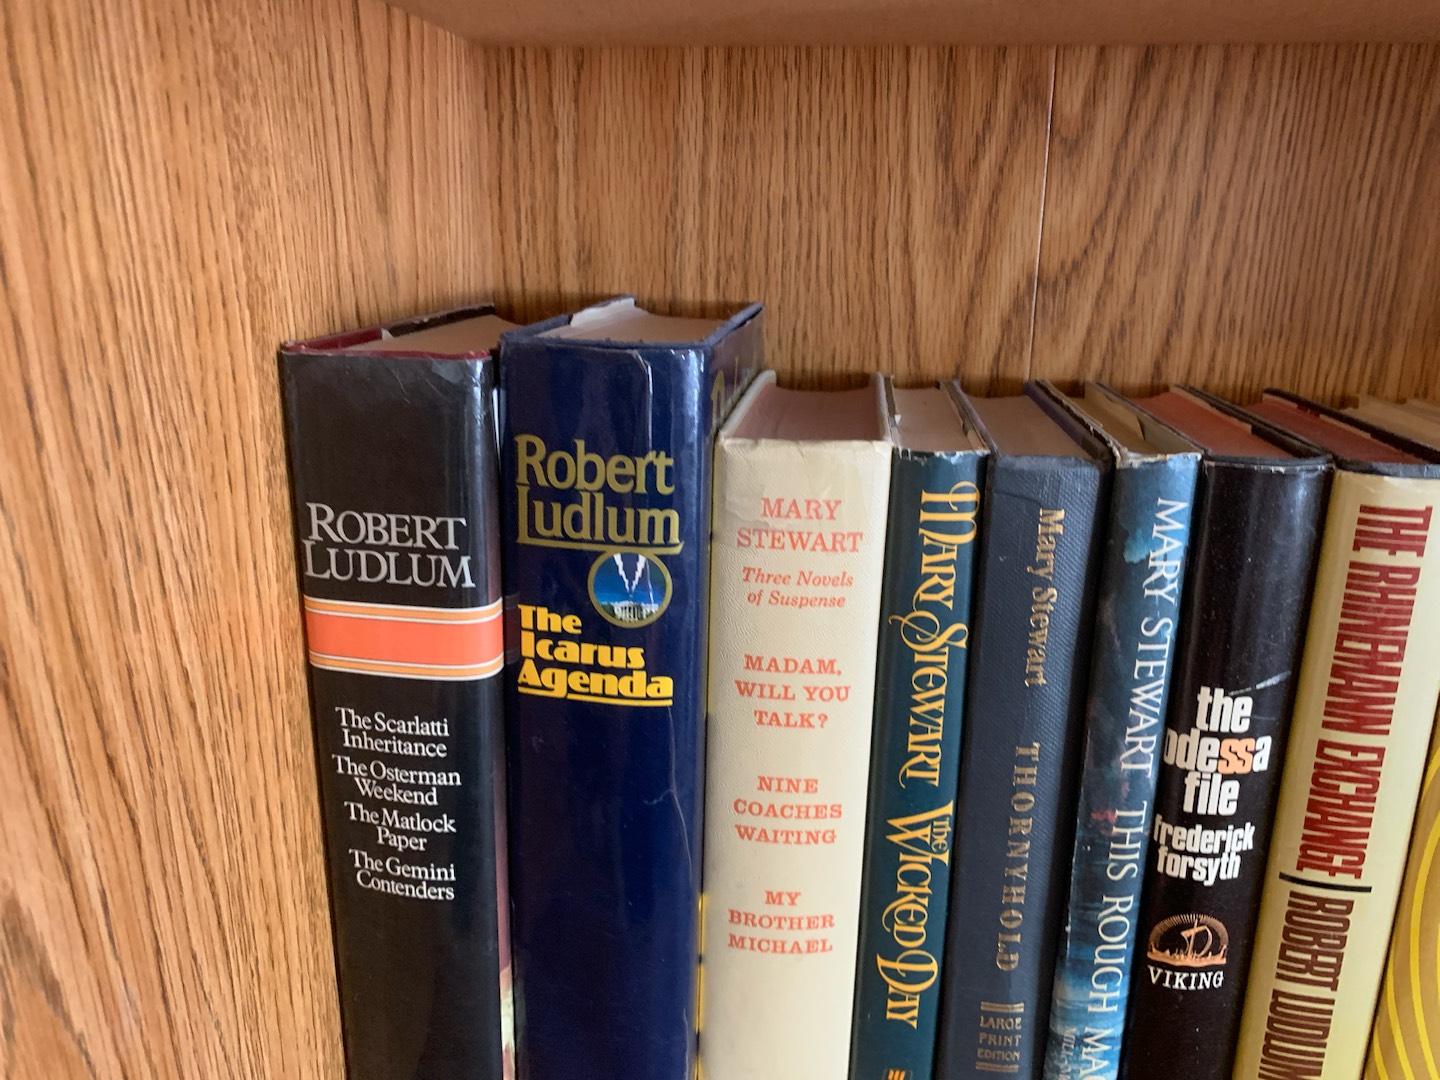 ROBERT
LUDLUM
The Scarlatti
Inheritance
The Osterman
Weekend
The Matlock
Paper
The Gemini
Contenders
Robert
Ludlum
The
Icarus
Agenda
MARY
STEWART
Three Novels
of Suspense
MADAM,
WILL YOU
TALK?
NINE
COACHES
WAITING
MY
BROTHER
MICHAEL
MARY STEWART The WICKED DAY
Mary Stewart THORNYHOLD
LARGE
PRINT
EDITION
MARY STEWART THIS ROUGH MAG
the
odessa
file
frederick
forsyth
VIKING
THE RHINEMANN EXCHANGE | ROBERT LUDLUM